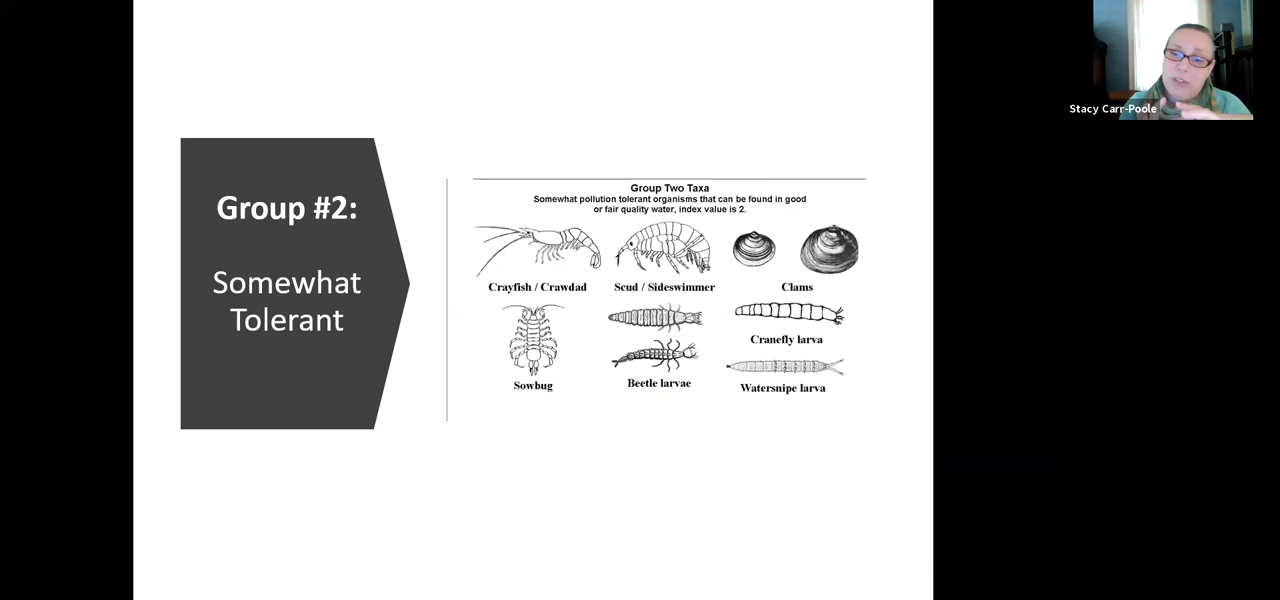 Stacy Carr-Poole
Group #2:
Somewhat
Tolerant
Group Two Taxa
Somewhat pollution tolerant organisms that can be found in good
or fair quality water, index value is 2.
Crayfish / Crawdad
Scud / Sideswimmer
Clams
Cranefly larva
Sowbug
Beetle larvae
Watersnipe larva